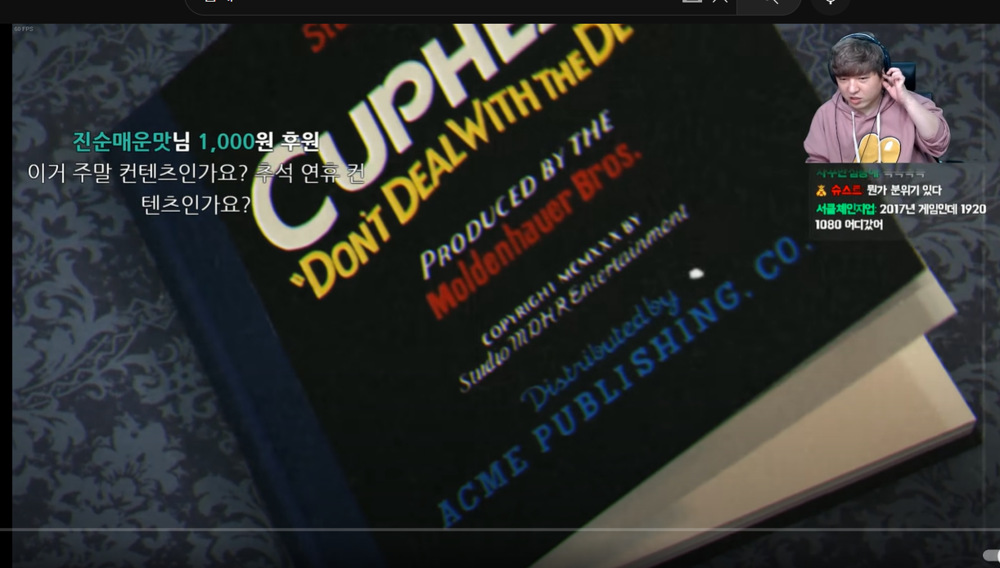 60 FPS
CUPHE
"DON'T DEAL WITH THE DE
PRODUCED BY THE
Moldenhauer Bros.
COPYRIGHT MCMXXX BY
Studio MDHR Entertainment
Distributed by
ACME PUBLISHING. CO.
진순매운맛님 1,000원 후원
이거 주말 컨텐츠인가요? 추석 연휴 컨
텐츠인가요?
슈스트 뭔가 분위기 있다
서플체인지업: 2017년 게임인데 1920
1080 어디갔어